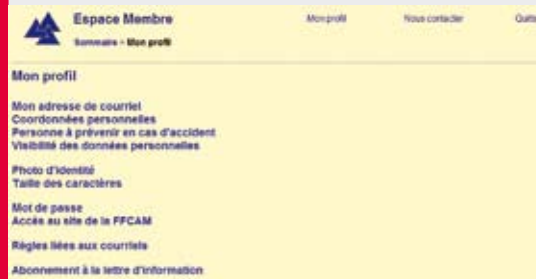 Espace Membre
Mon profil
Nous contacter
Quitter
Sommaire > Mon profil
Mon profil
Mon adresse de courriel
Coordonnées personnelles
Personne à prévenir en cas d'accident
Visibilité des données personnelles
Photo d'identité
Taille des caractères
Mot de passe
Accès au site de la FFCAM
Règles liées aux courriels
Abonnement à la lettre d'information